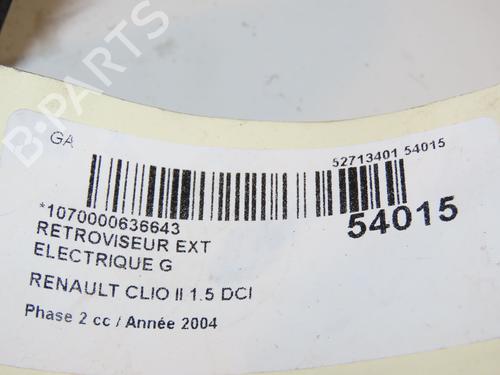 B-PARTS
GA
52713401 54015
*1070000636643
54015
RETROVISEUR EXT
ELECTRIQUE G
RENAULT CLIO II 1.5 DCI
Phase 2 cc / Année 2004